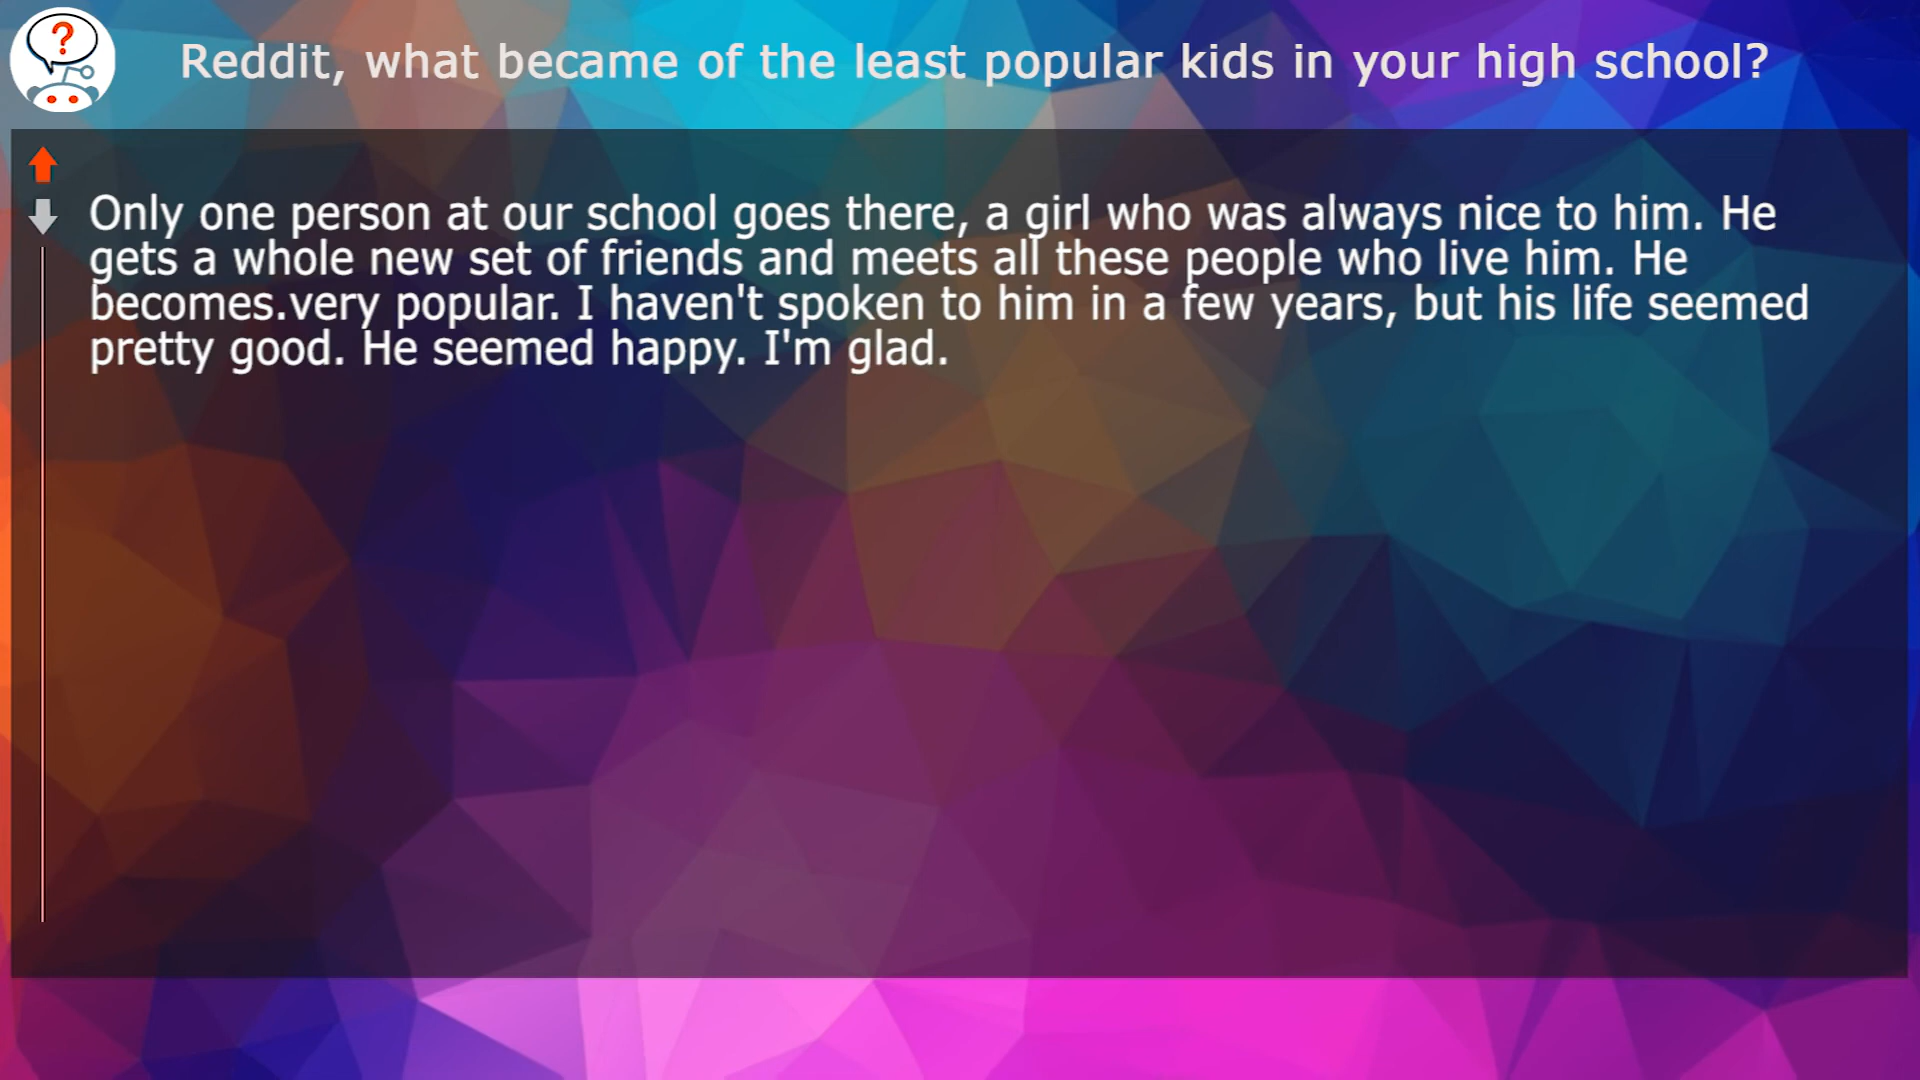 ?
Reddit, what became of the least popular kids in your high school?
Only one person at our school goes there, a girl who was always nice to him. He
gets a whole new set of friends and meets all these people who live him. He
becomes.very popular. I haven't spoken to him in a few years, but his life seemed
pretty good. He seemed happy. I'm glad.